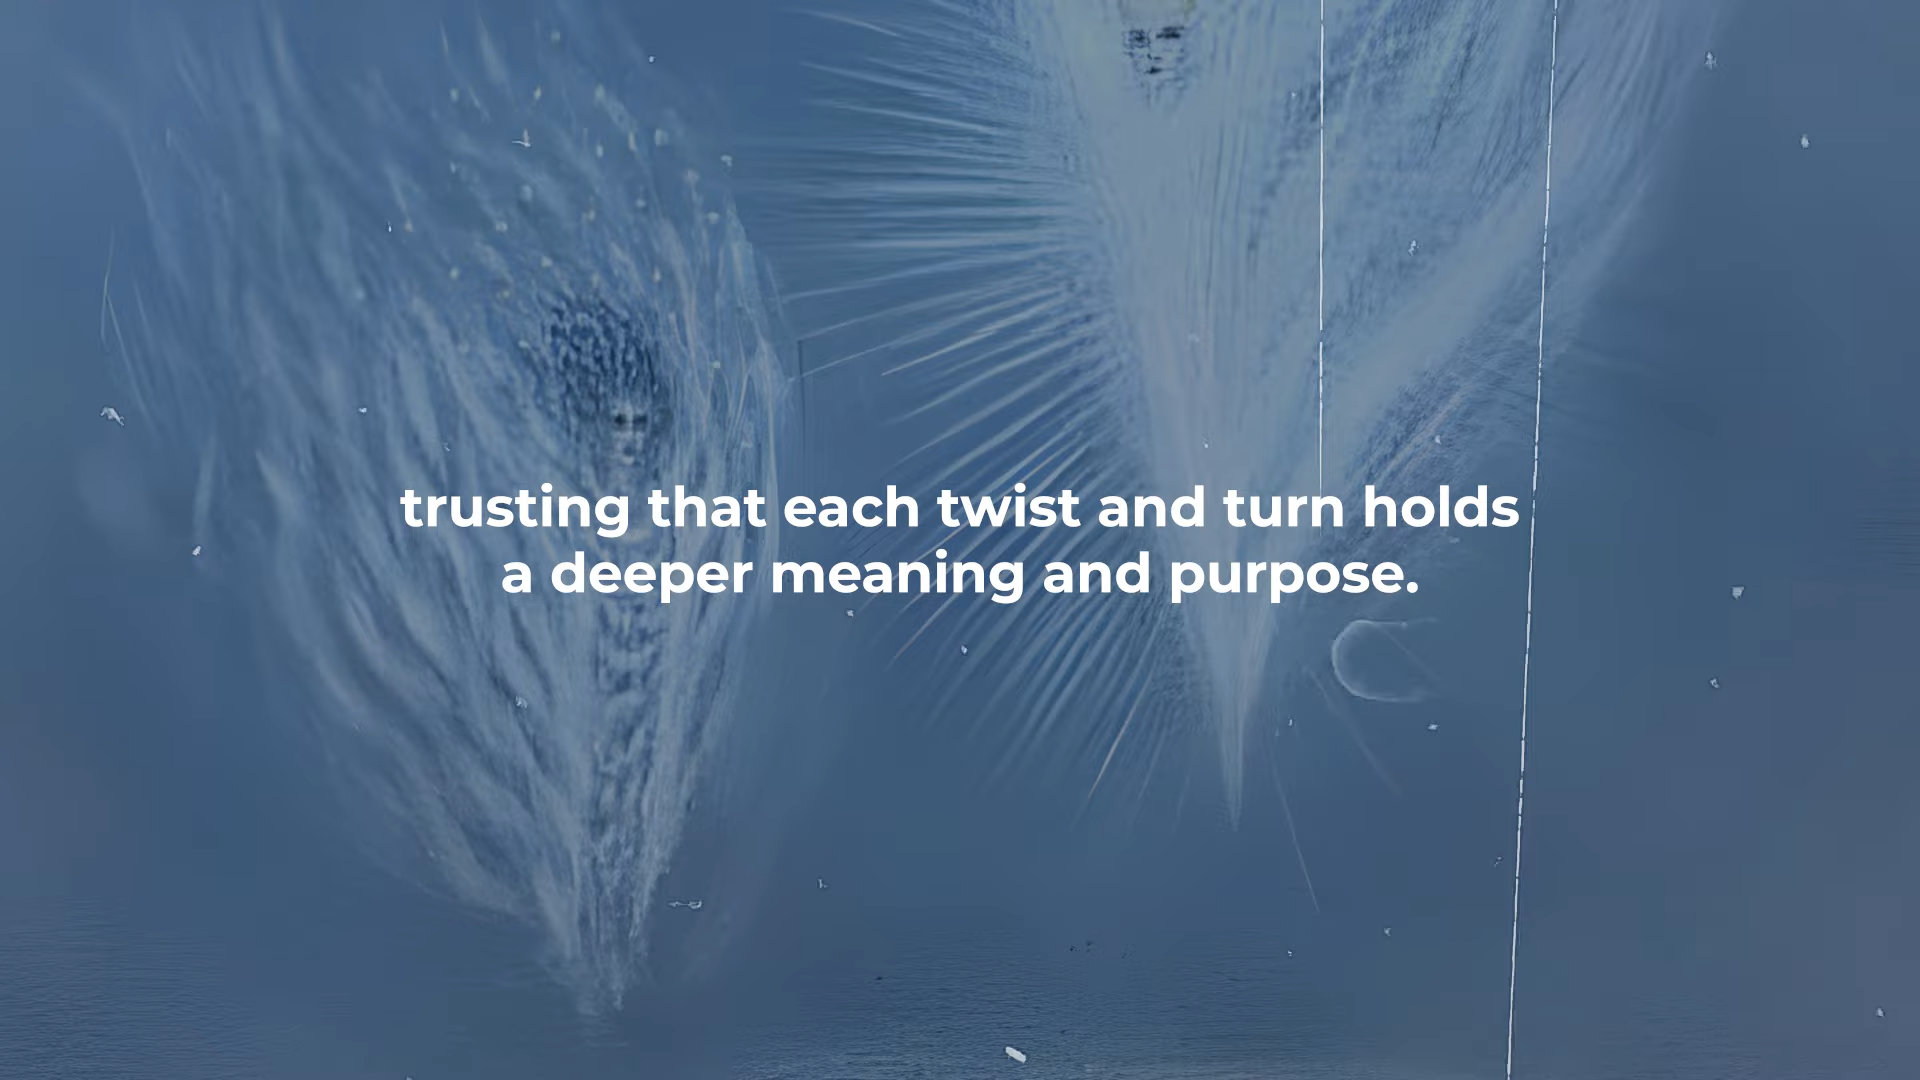 trusting that each twist and turn holds
a deeper meaning and purpose.